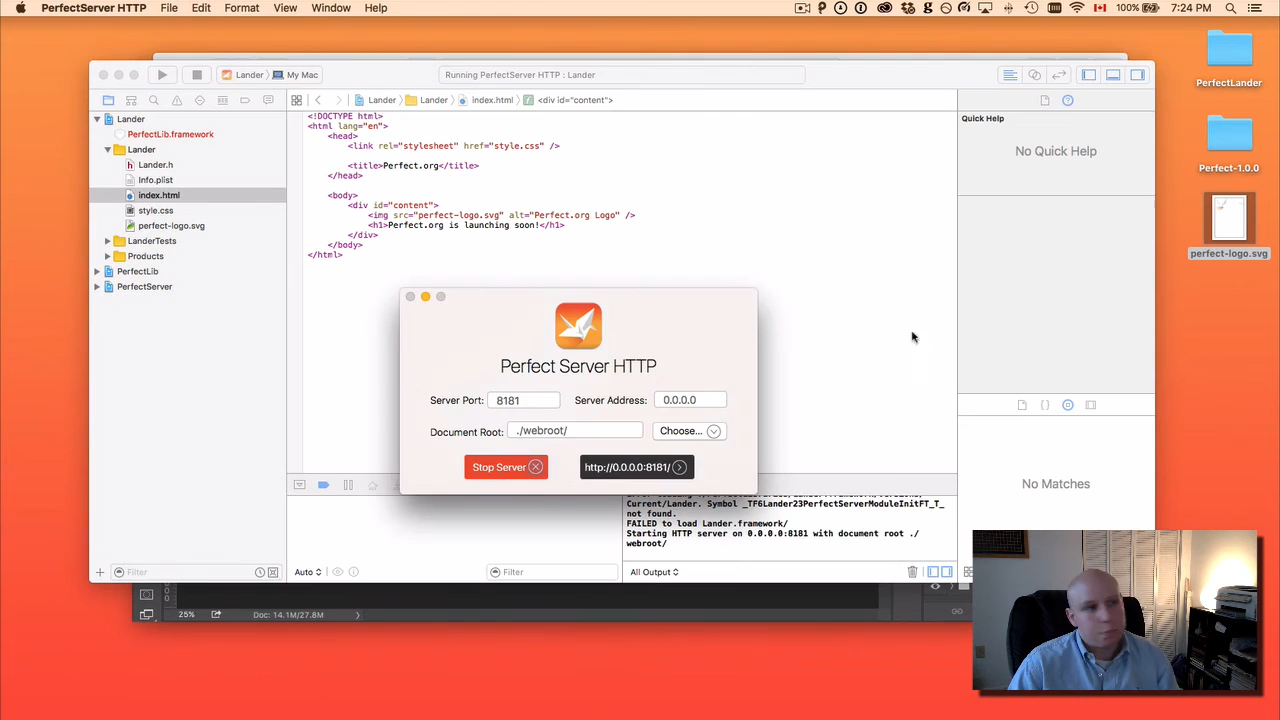 PerfectServer HTTP File Edit Format View Window Help
100% 7:24 PM
PerfectLander
Perfect-1.0.0
perfect-logo.svg
Lander My Mac
Running PerfectServer HTTP : Lander
Lander Lander index.html <div id="content">
Lander
PerfectLib.framework
Lander
Lander.h
Info.plist
index.html
style.css
perfect-logo.svg
LanderTests
Products
PerfectLib
PerfectServer
<!DOCTYPE html>
<html lang="en">
<head>
<link rel="stylesheet" href="style.css" />
<title>Perfect.org</title>
</head>
<body>
<div id="content">
<img src="perfect-logo.svg" alt="Perfect.org Logo" />
<h1>Perfect.org is launching soon!</h1>
</div>
</body>
</html>
Quick Help
No Quick Help
No Matches
Perfect Server HTTP
Server Port: 8181 Server Address: 0.0.0.0
Document Root: ./webroot/ Choose...
Stop Server http://0.0.0.0:8181/
Current/Lander. Symbol _TF6Lander23PerfectServerModuleInitFT_T_
not found.
FAILED to load Lander.framework/
Starting HTTP server on 0.0.0.0:8181 with document root ./
webroot/
Filter
Auto
Filter
All Output
25% Doc: 14.1M/27.8M